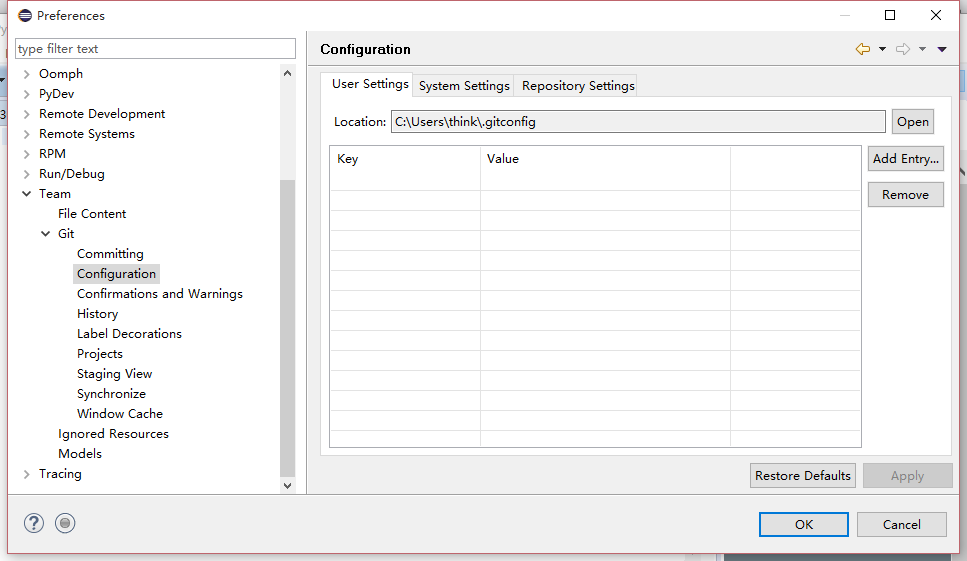 Preferences
type filter text
Oomph
PyDev
Remote Development
Remote Systems
RPM
Run/Debug
Team
File Content
Git
Committing
Configuration
Confirmations and Warnings
History
Label Decorations
Projects
Staging View
Synchronize
Window Cache
Ignored Resources
Models
Tracing
Configuration
User Settings System Settings Repository Settings
Location: C:\Users\think\.gitconfig Open
Key Value Add Entry...
Remove
Restore Defaults Apply
? OK Cancel